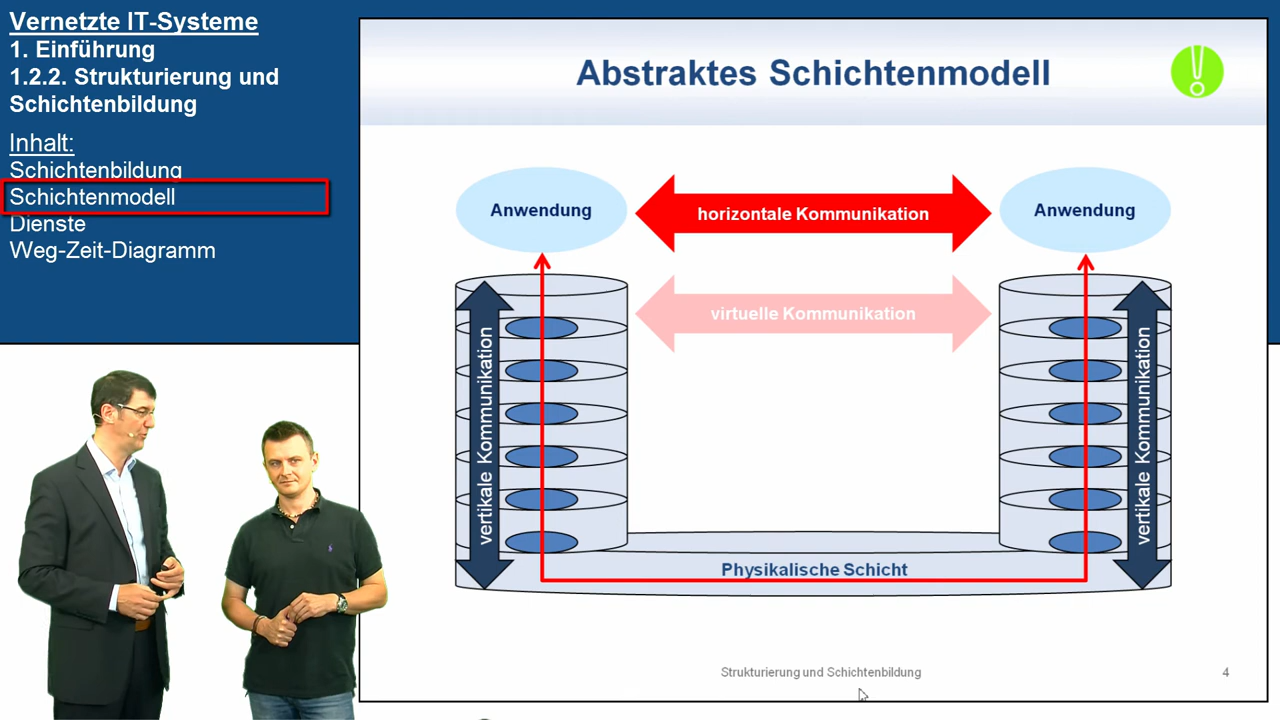 Vernetzte IT-Systeme
1. Einführung
1.2.2. Strukturierung und
Schichtenbildung
Inhalt:
Schichtenbildung
Schichtenmodell
Dienste
Weg-Zeit-Diagramm
Abstraktes Schichtenmodell
Anwendung
horizontale Kommunikation
Anwendung
virtuelle Kommunikation
vertikale Kommunikation
vertikale Kommunikation
Physikalische Schicht
Strukturierung und Schichtenbildung
4